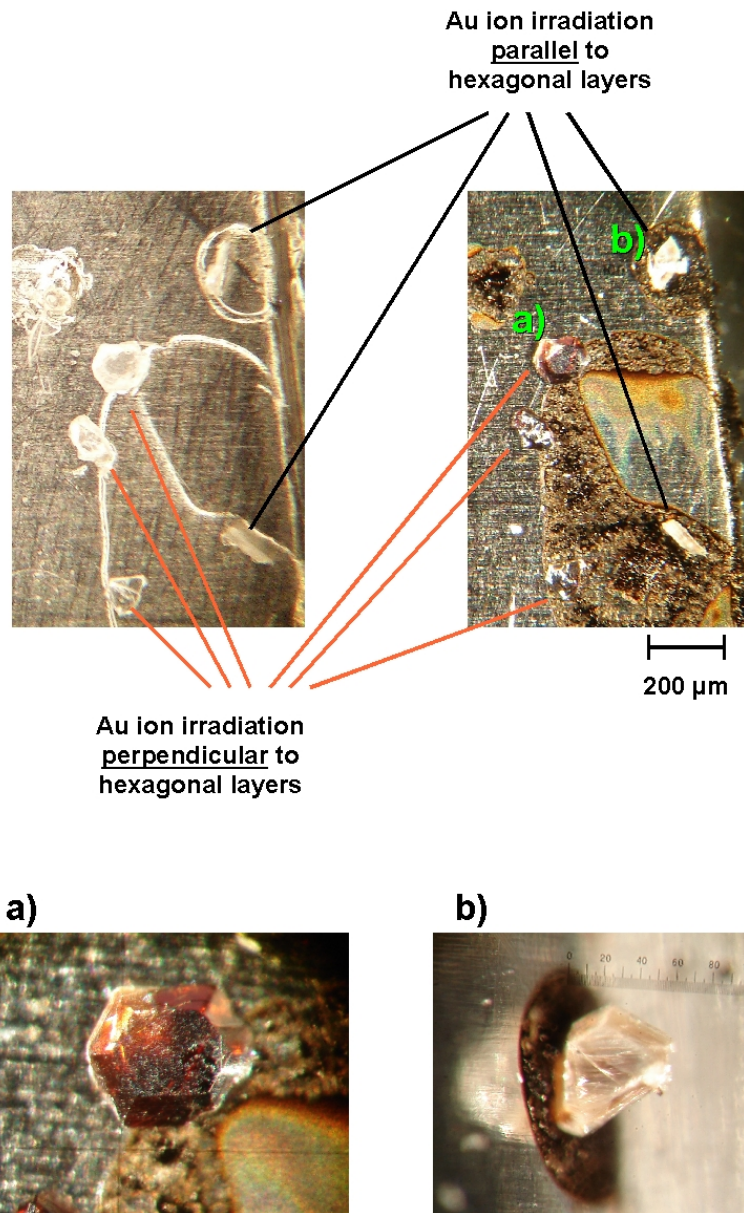 Au ion irradiation
parallel to
hexagonal layers
b)
a)
200 µm
Au ion irradiation
perpendicular to
hexagonal layers
a)
b)
0 20 40 60 80